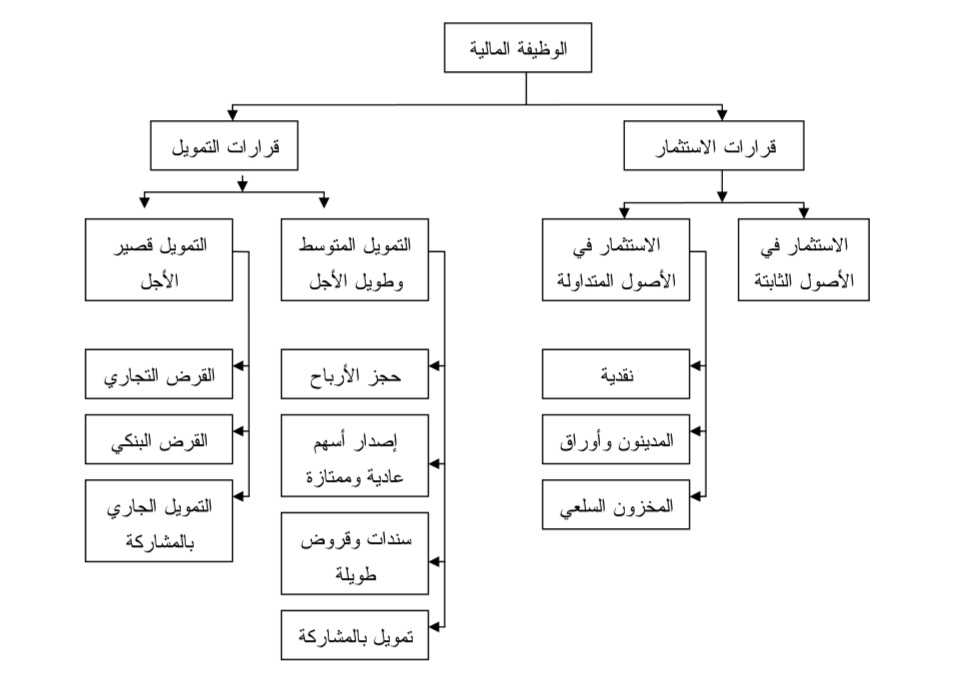 الوظيفة المالية
قرارات الاستثمار
قرارات التمويل
الاستثمار في
الأصول الثابتة
الاستثمار في
الأصول المتداولة
التمويل المتوسط
وطويل الأجل
التمويل قصير
الأجل
نقدية
المدينون وأوراق
المخزون السلعي
حجز الأرباح
إصدار أسهم
عادية وممتازة
سندات وقروض
طويلة
تمويل بالمشاركة
القرض التجاري
القرض البنكي
التمويل الجاري
بالمشاركة